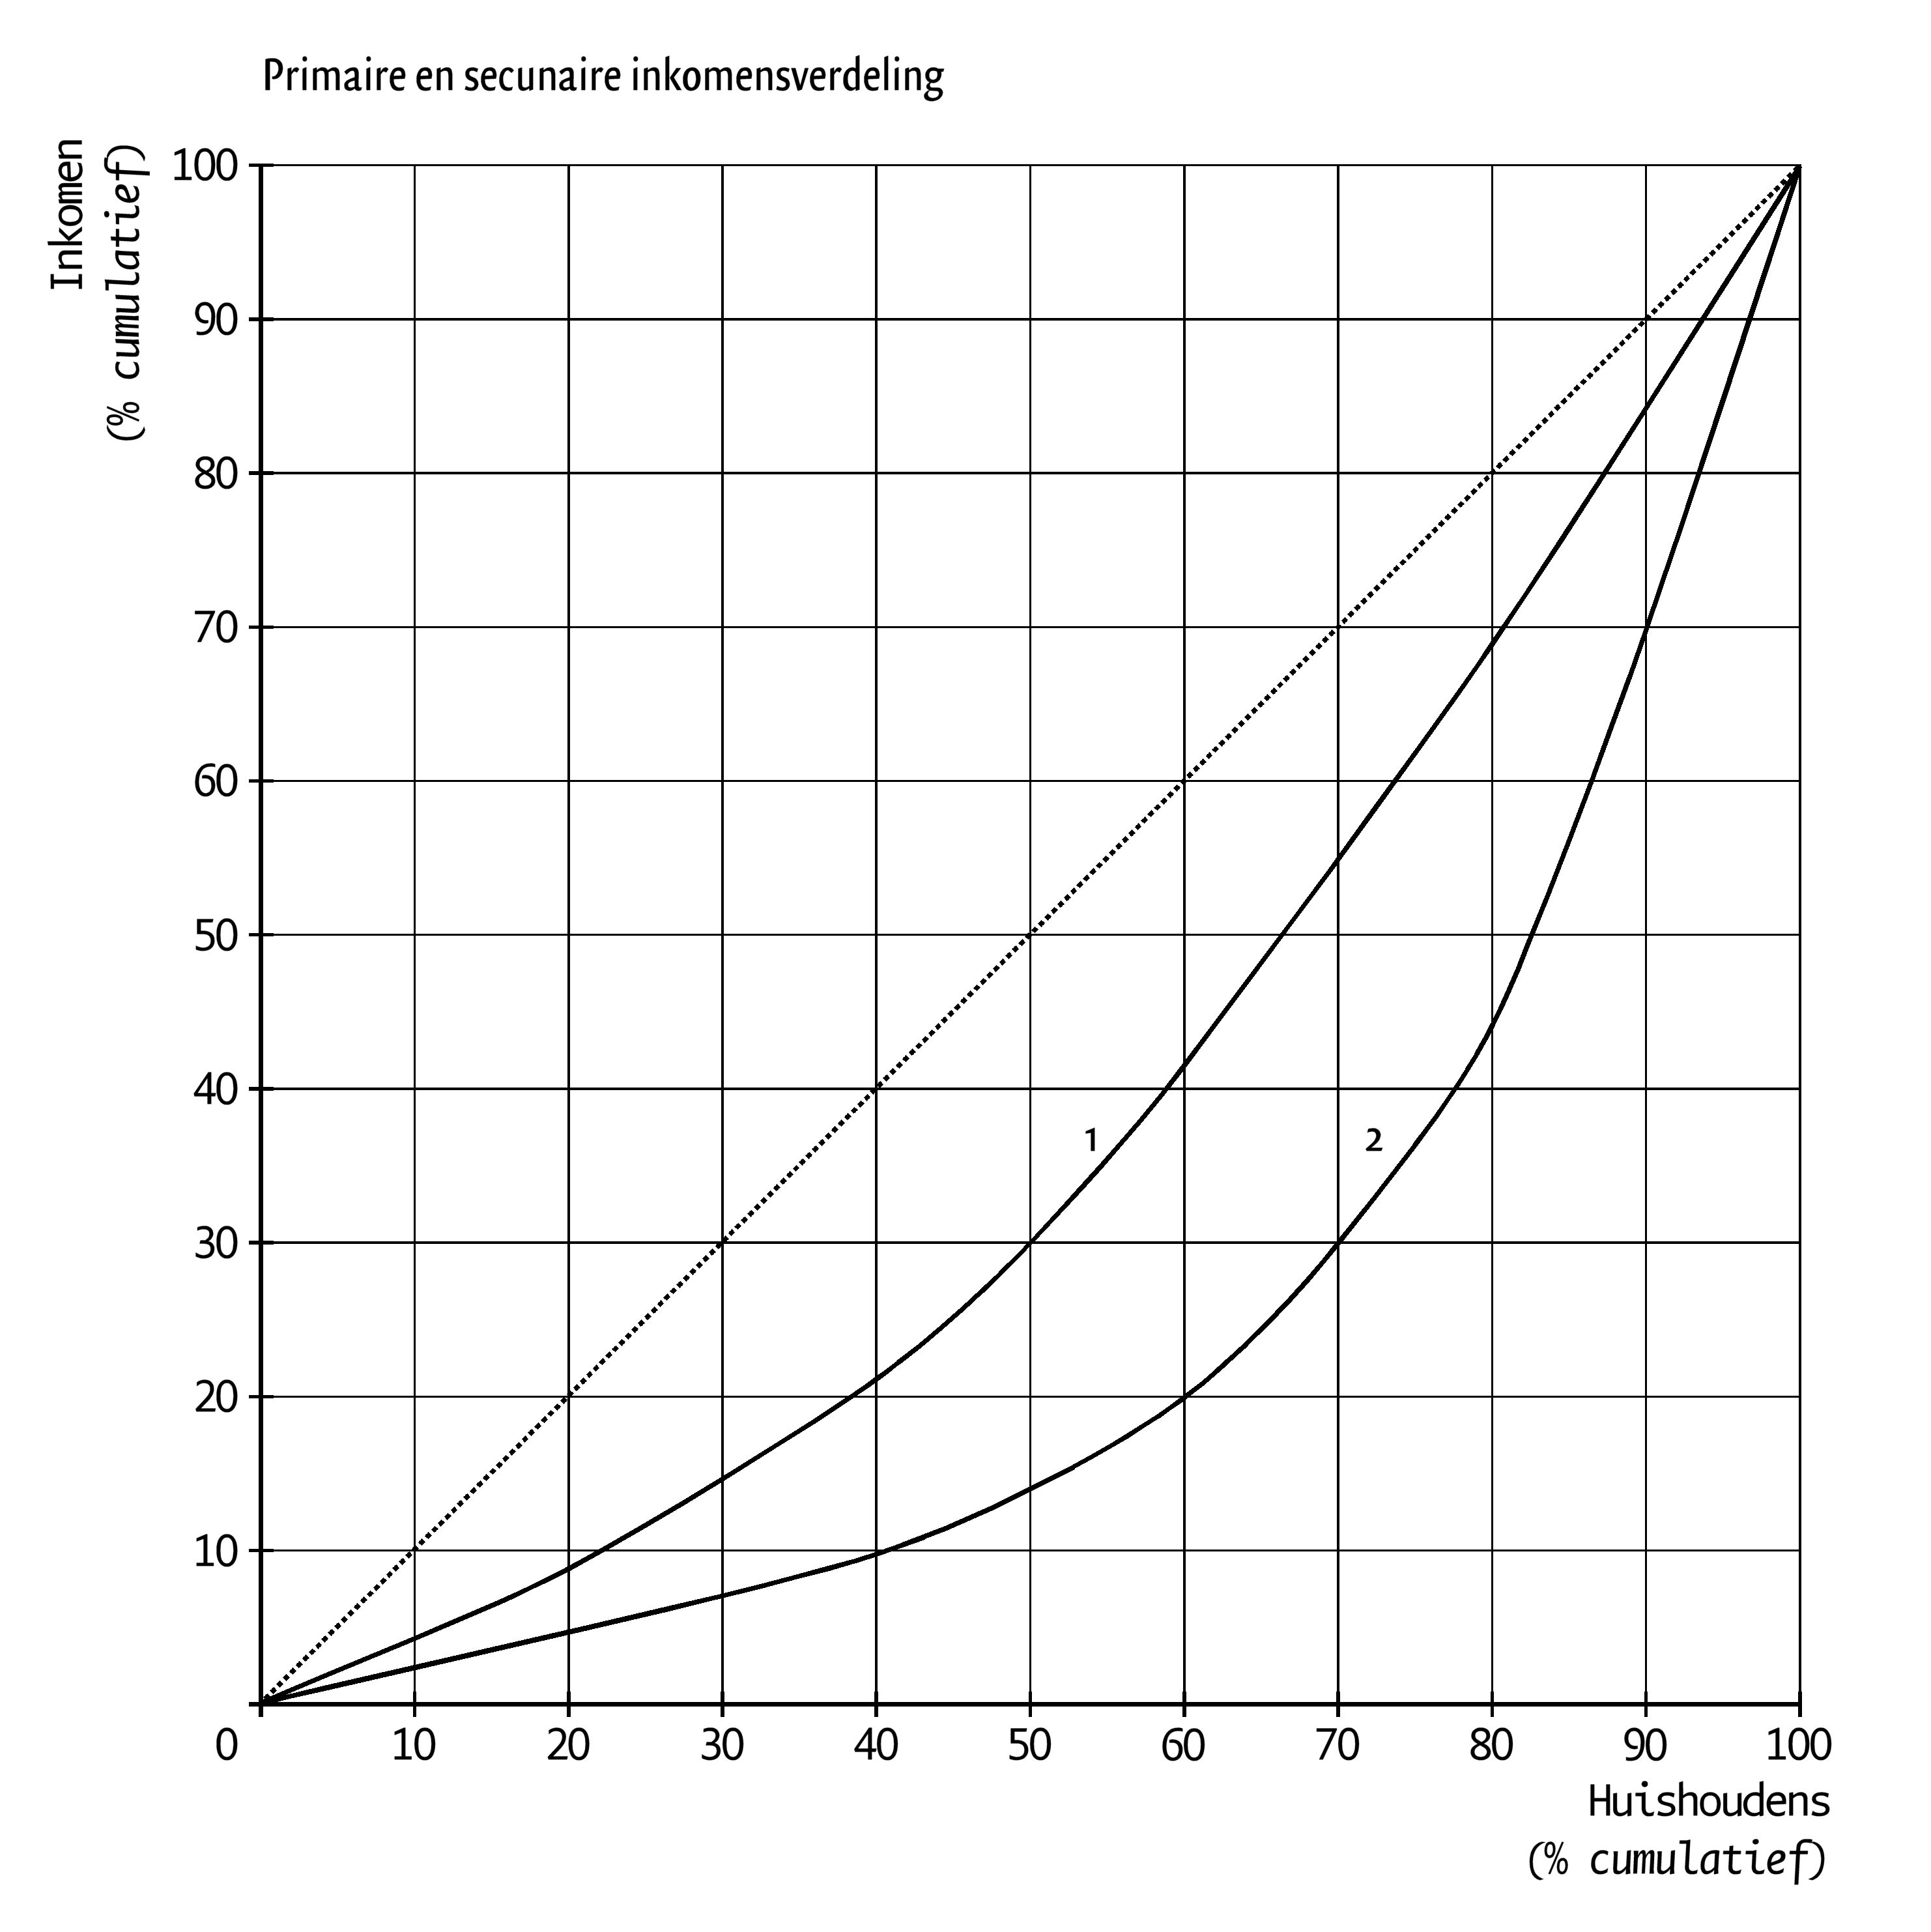 Primaire en secunaire inkomensverdeling
Inkomen
(% cumulatief)
100
90
80
70
60
50
40
30
20
10
1
2
0 10 20 30 40 50 60 70 80 90 100
Huishoudens
(% cumulatief)